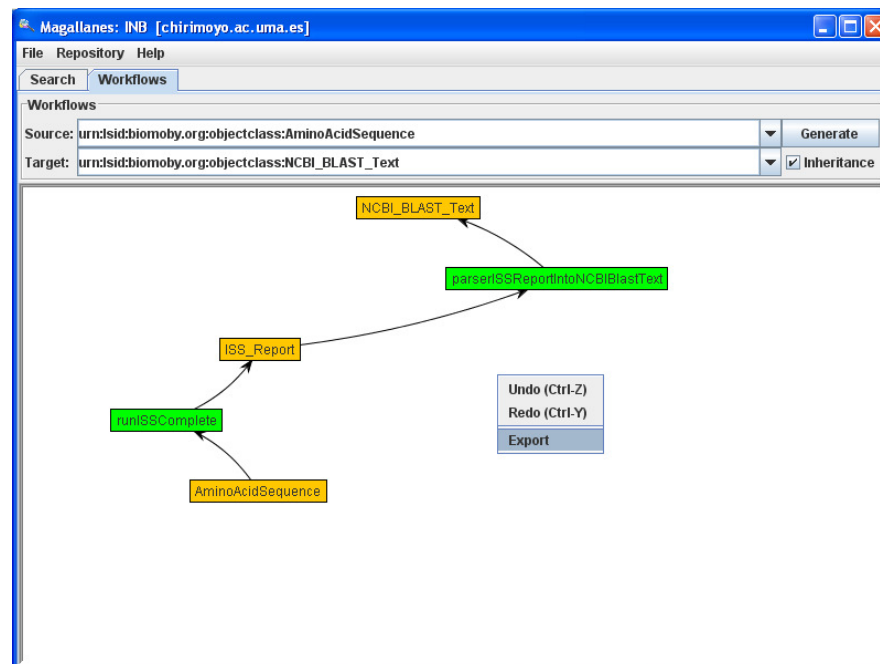 Magallanes: INB [chirimoyo.ac.uma.es]
File Repository Help
Search Workflows
Workflows
Source: urn:lsid:biomoby.org:objectclass:AminoAcidSequence Generate
Target: urn:lsid:biomoby.org:objectclass:NCBI_BLAST_Text Inheritance
NCBI_BLAST_Text
parserISSReportIntoNCBIBlastText
ISS_Report
Undo (Ctrl-Z)
Redo (Ctrl-Y)
Export
runISSComplete
AminoAcidSequence